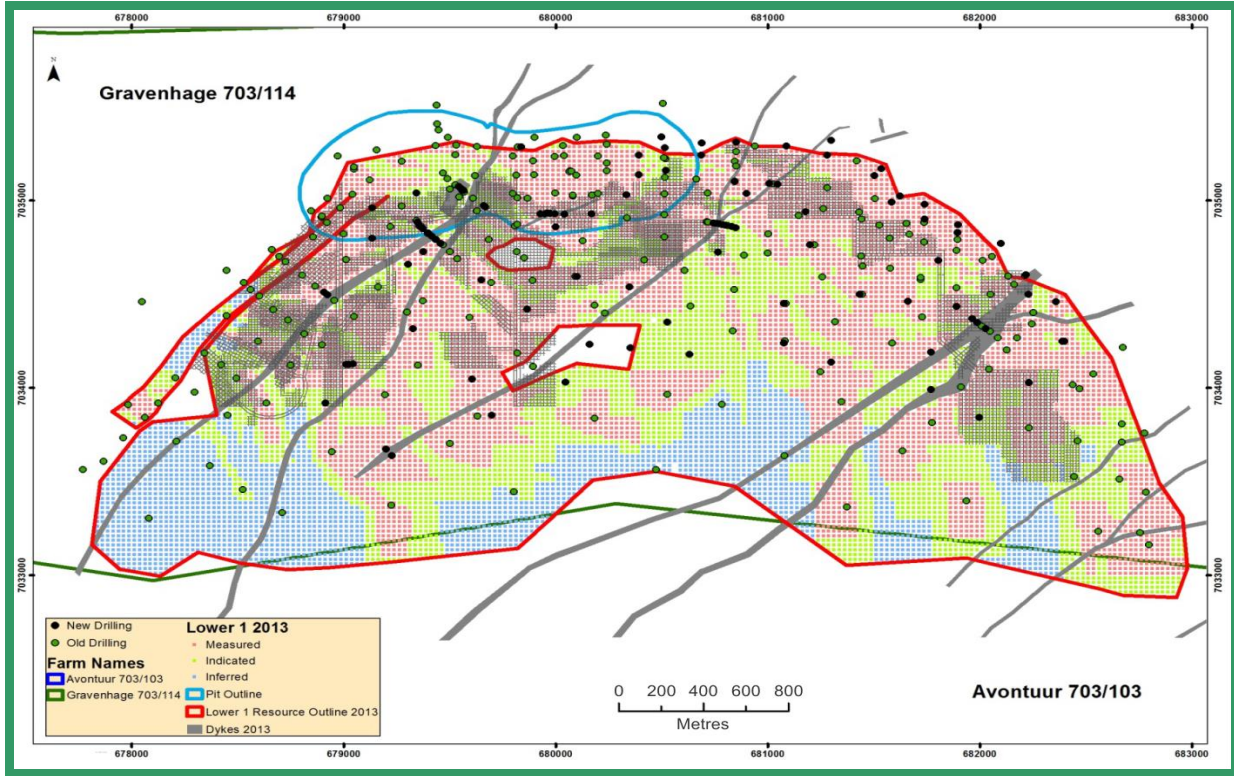 678000 679000 680000 681000 682000 683000
N
Gravenhage 703/114
7035000 7035000
7034000 7034000
7033000 7033000
New Drilling
Old Drilling
Farm Names
Avontuur 703/103
Gravenhage 703/114
Lower 1 2013
Measured
Indicated
Inferred
Pit Outline
Lower 1 Resource Outline 2013
Dykes 2013
0 200 400 600 800
Metres
Avontuur 703/103
678000 679000 680000 681000 682000 683000